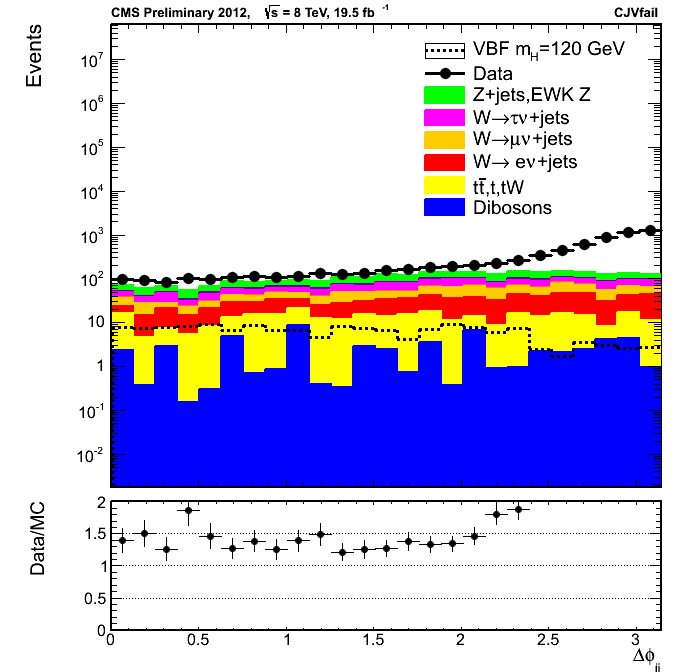 CMS Preliminary 2012, √s = 8 TeV, 19.5 fb⁻¹ CJVfail
Events
10⁷
10⁶
10⁵
10⁴
10³
10²
10
1
10⁻¹
10⁻²
VBF m_H=120 GeV
Data
Z+jets,EWK Z
W→τν+jets
W→μν+jets
W→ eν+jets
tt̄,t,tW
Dibosons
Data/MC
2
1.5
1
0.5
0
0 0.5 1 1.5 2 2.5 3
Δϕ_jj